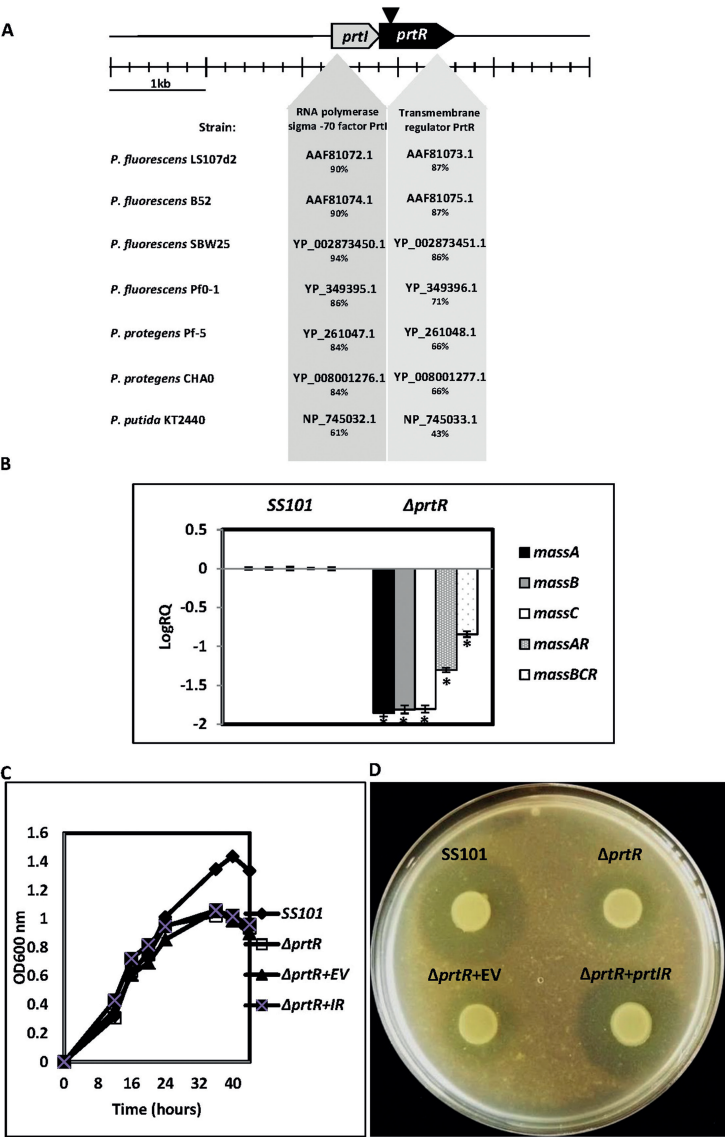 A
prtI
prtR
1kb
RNA polymerase
sigma -70 factor PrtI
Transmembrane
regulator PrtR
Strain:
P. fluorescens LS107d2
AAF81072.1
90%
AAF81073.1
87%
P. fluorescens B52
AAF81074.1
90%
AAF81075.1
87%
P. fluorescens SBW25
YP_002873450.1
94%
YP_002873451.1
86%
P. fluorescens Pf0-1
YP_349395.1
86%
YP_349396.1
71%
P. protegens Pf-5
YP_261047.1
84%
YP_261048.1
66%
P. protegens CHA0
YP_008001276.1
84%
YP_008001277.1
66%
P. putida KT2440
NP_745032.1
61%
NP_745033.1
43%
B
SS101
ΔprtR
LogRQ
0.5
0
-0.5
-1
-1.5
-2
* * * * *
massA
massB
massC
massAR
massBCR
C
OD600 nm
1.6
1.4
1.2
1
0.8
0.6
0.4
0.2
0
0 8 16 24 32 40
Time (hours)
SS101
ΔprtR
ΔprtR+EV
ΔprtR+IR
D
SS101
ΔprtR
ΔprtR+EV
ΔprtR+prtIR